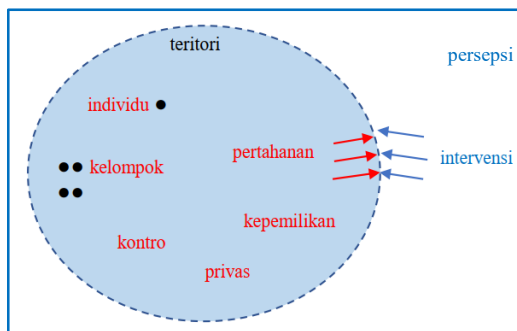 teritori
persepsi
individu
pertahanan
intervensi
kelompok
kepemilikan
kontro
privas